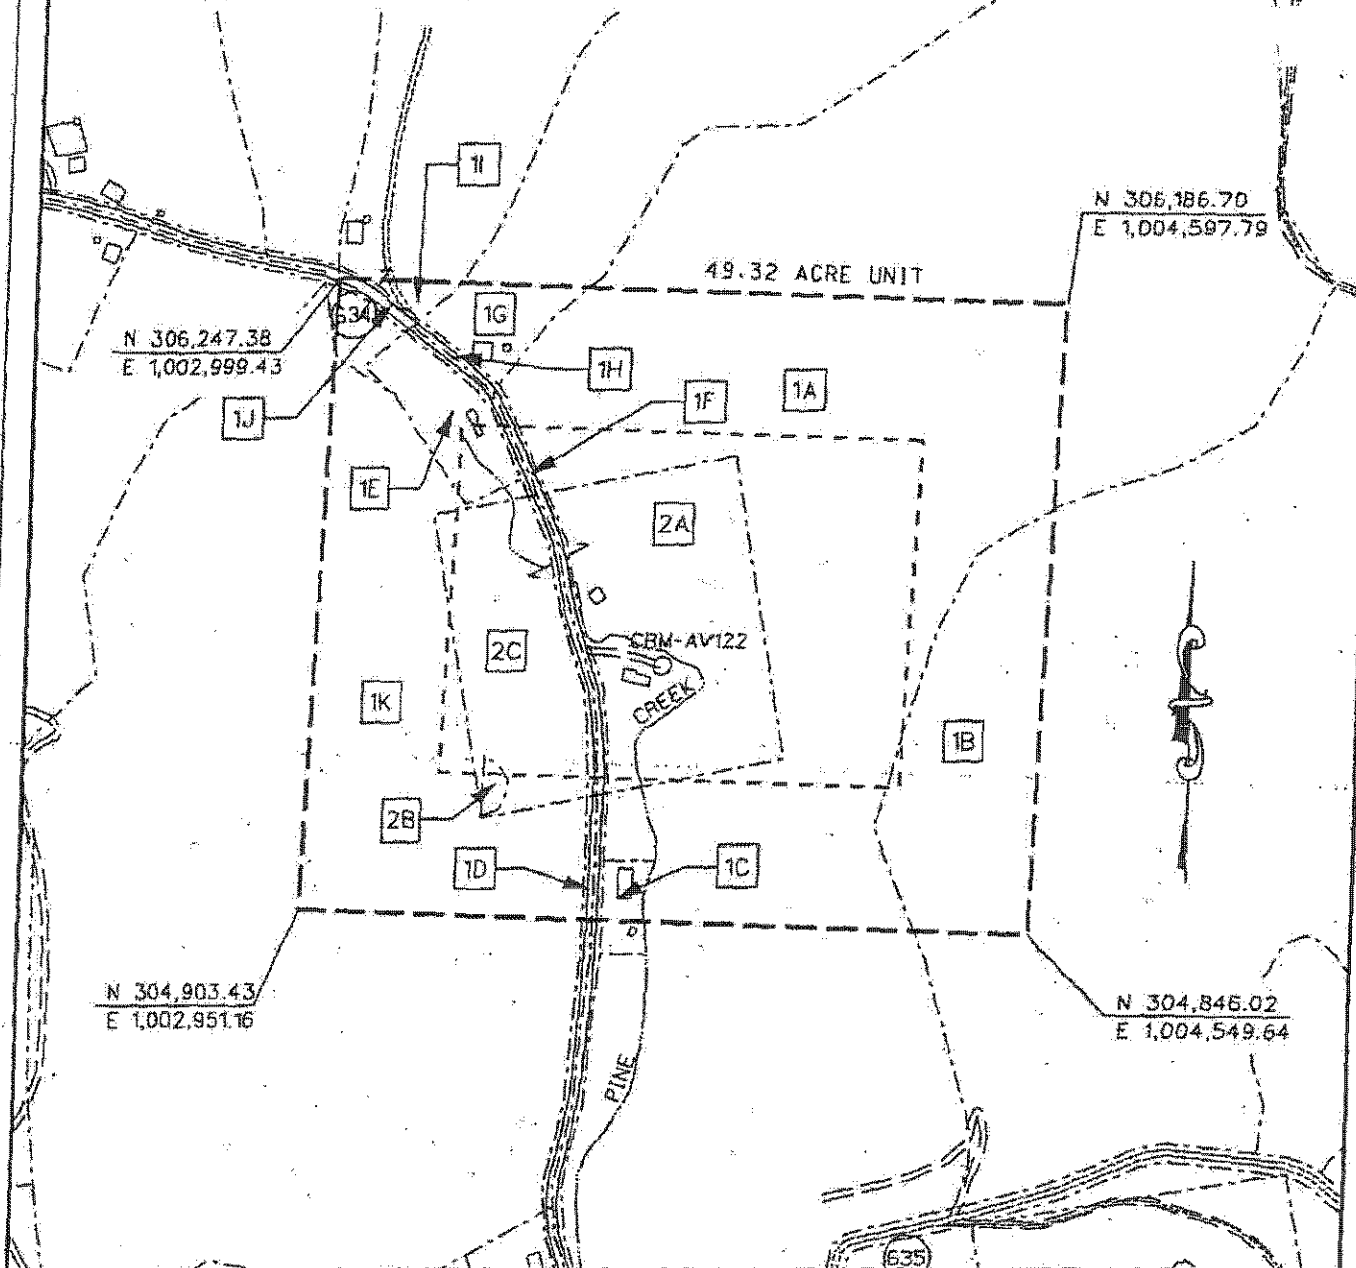 1I
N 306,186.70
E 1,004,597.79
49.32 ACRE UNIT
1G
634
N 306,247.38
E 1,002,999.43
1H
1A
1F
1J
1E
2A
CBM-AV122
2C
CREEK
1K
1B
2B
1D
1C
N 304,903.43
E 1,002,951.16
N 304,846.02
E 1,004,549.64
PINE
635